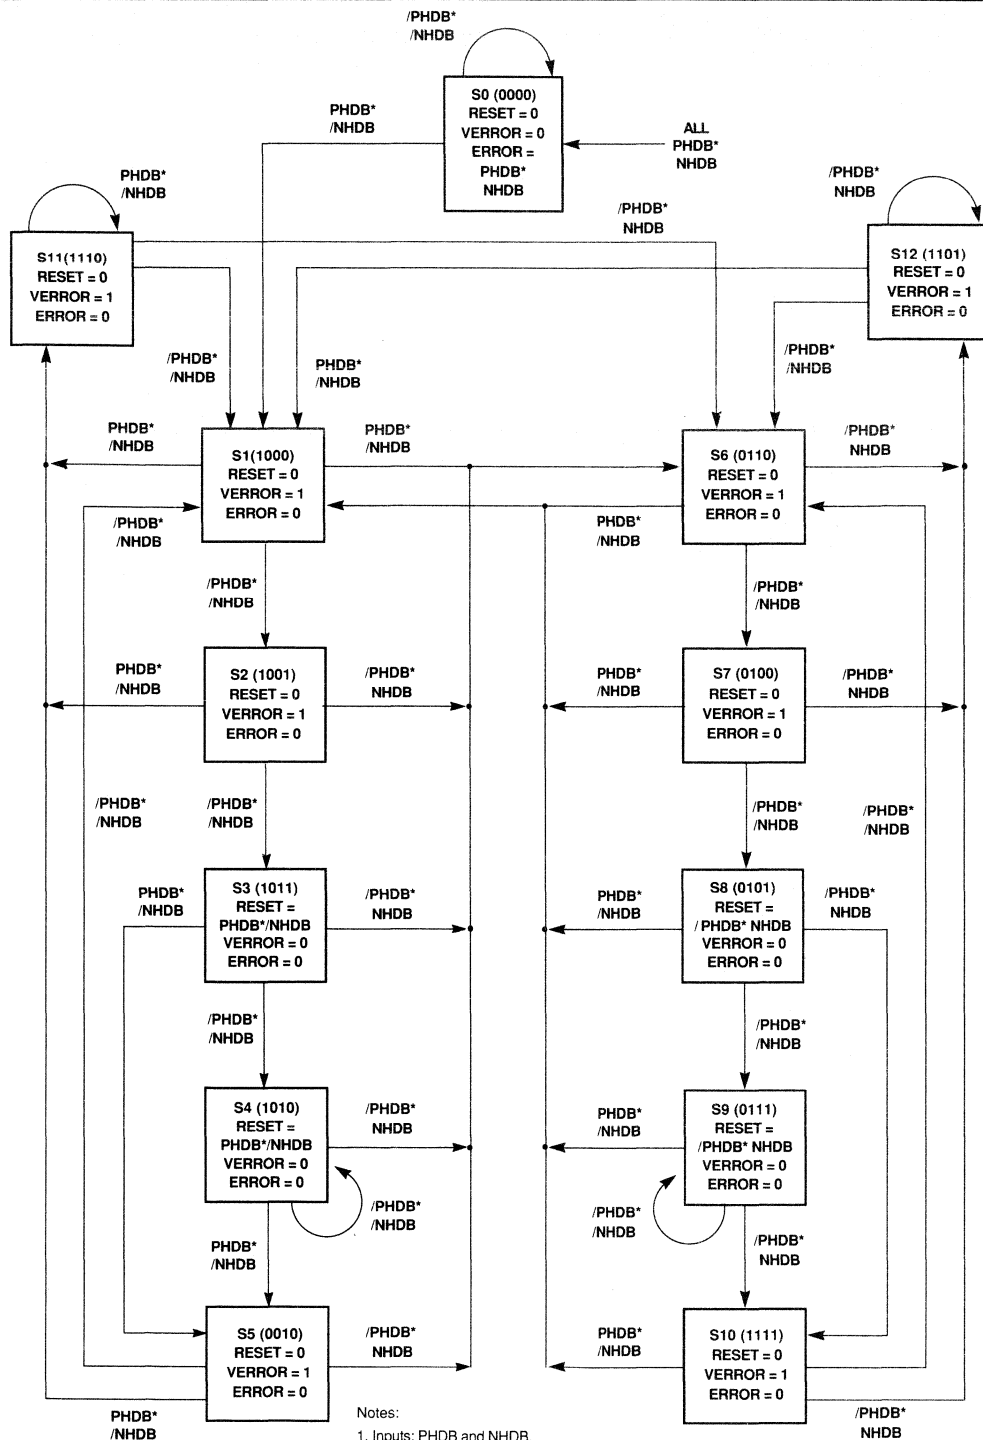 /PHDB*
/NHDB
S0 (0000)
RESET = 0
VERROR = 0
ERROR =
PHDB*
NHDB
PHDB*
/NHDB
ALL
PHDB*
NHDB
PHDB*
/NHDB
/PHDB*
NHDB
/PHDB*
NHDB
S11(1110)
RESET = 0
VERROR = 1
ERROR = 0
S12 (1101)
RESET = 0
VERROR = 1
ERROR = 0
/PHDB*
/NHDB
/PHDB*
/NHDB
/PHDB*
/NHDB
PHDB*
/NHDB
S1(1000)
RESET = 0
VERROR = 1
ERROR = 0
PHDB*
/NHDB
S6 (0110)
RESET = 0
VERROR = 1
ERROR = 0
/PHDB*
NHDB
/PHDB*
/NHDB
PHDB*
/NHDB
/PHDB*
/NHDB
/PHDB*
/NHDB
PHDB*
/NHDB
S2 (1001)
RESET = 0
VERROR = 1
ERROR = 0
/PHDB*
NHDB
PHDB*
/NHDB
S7 (0100)
RESET = 0
VERROR = 1
ERROR = 0
/PHDB*
NHDB
/PHDB*
/NHDB
/PHDB*
/NHDB
/PHDB*
/NHDB
/PHDB*
/NHDB
PHDB*
/NHDB
S3 (1011)
RESET =
PHDB*/NHDB
VERROR = 0
ERROR = 0
/PHDB*
NHDB
PHDB*
/NHDB
S8 (0101)
RESET =
/PHDB* NHDB
VERROR = 0
ERROR = 0
/PHDB*
NHDB
/PHDB*
/NHDB
/PHDB*
/NHDB
S4 (1010)
RESET =
PHDB*/NHDB
VERROR = 0
ERROR = 0
/PHDB*
NHDB
PHDB*
/NHDB
S9 (0111)
RESET =
/PHDB* NHDB
VERROR = 0
ERROR = 0
/PHDB*
/NHDB
/PHDB*
/NHDB
PHDB*
/NHDB
/PHDB*
NHDB
S5 (0010)
RESET = 0
VERROR = 1
ERROR = 0
/PHDB*
NHDB
PHDB*
/NHDB
S10 (1111)
RESET = 0
VERROR = 1
ERROR = 0
PHDB*
/NHDB
/PHDB*
NHDB
Notes:
1. Inputs: PHDB and NHDB